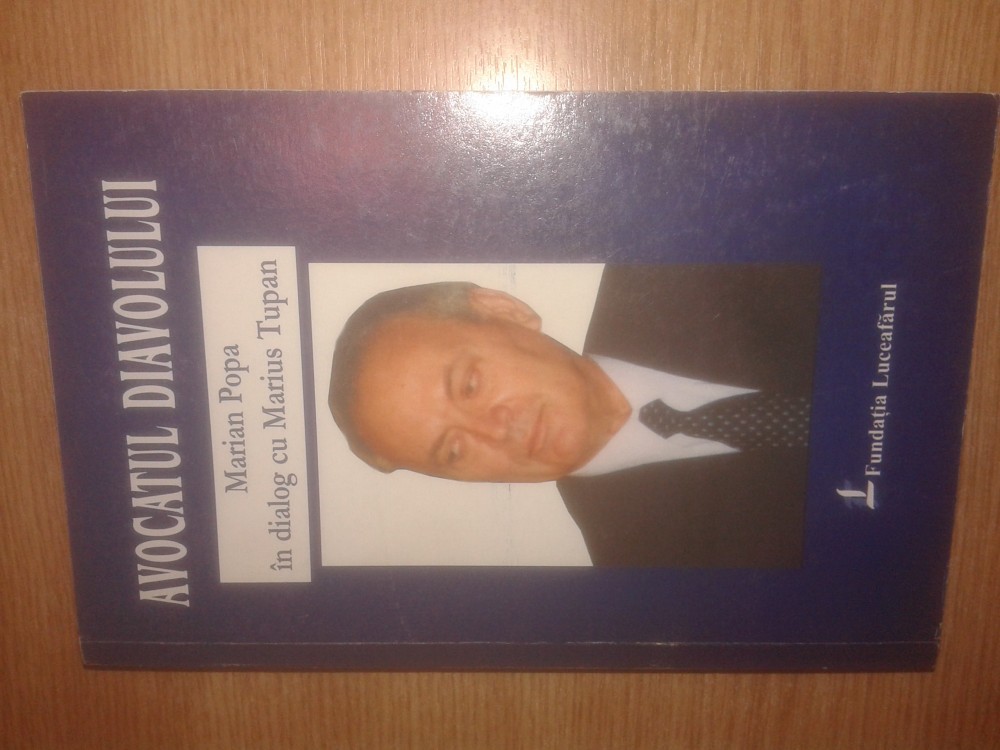 AVOCATUL DIAVOLULUI
Marian Popa
în dialog cu Marius Tupan
Fundația Luceafărul